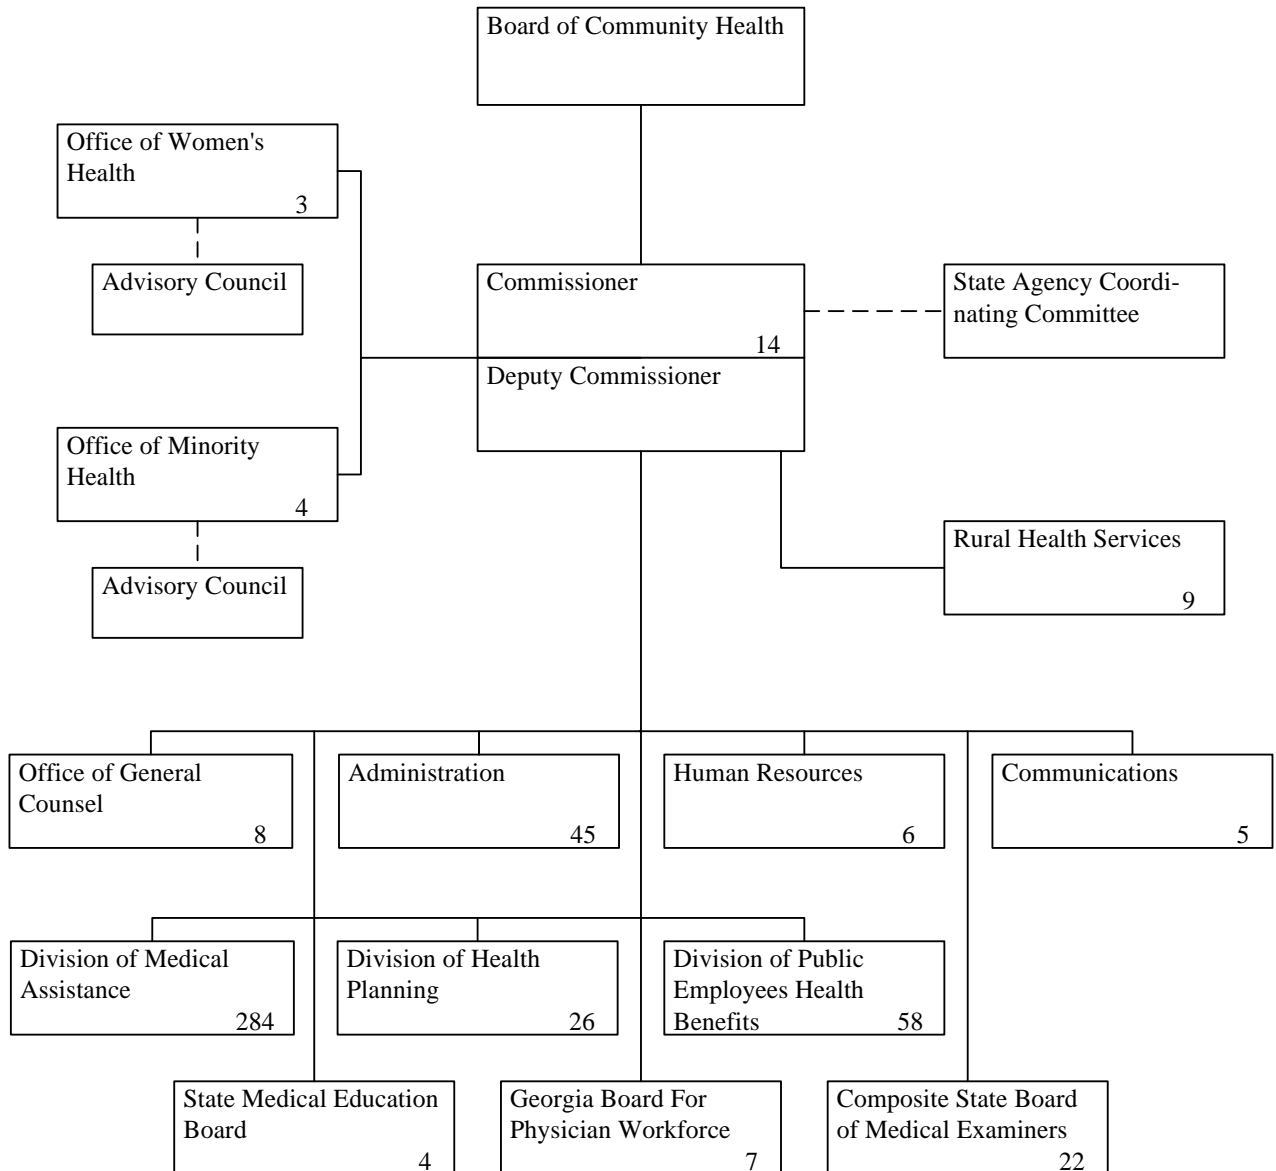 Board of Community Health
Office of Women's
Health
3
Advisory Council
Commissioner
14
State Agency Coordi-
nating Committee
Deputy Commissioner
Office of Minority
Health
4
Advisory Council
Rural Health Services
9
Office of General
Counsel
8
Administration
45
Human Resources
6
Communications
5
Division of Medical
Assistance
284
Division of Health
Planning
26
Division of Public
Employees Health
Benefits 58
State Medical Education
Board
4
Georgia Board For
Physician Workforce
7
Composite State Board
of Medical Examiners
22